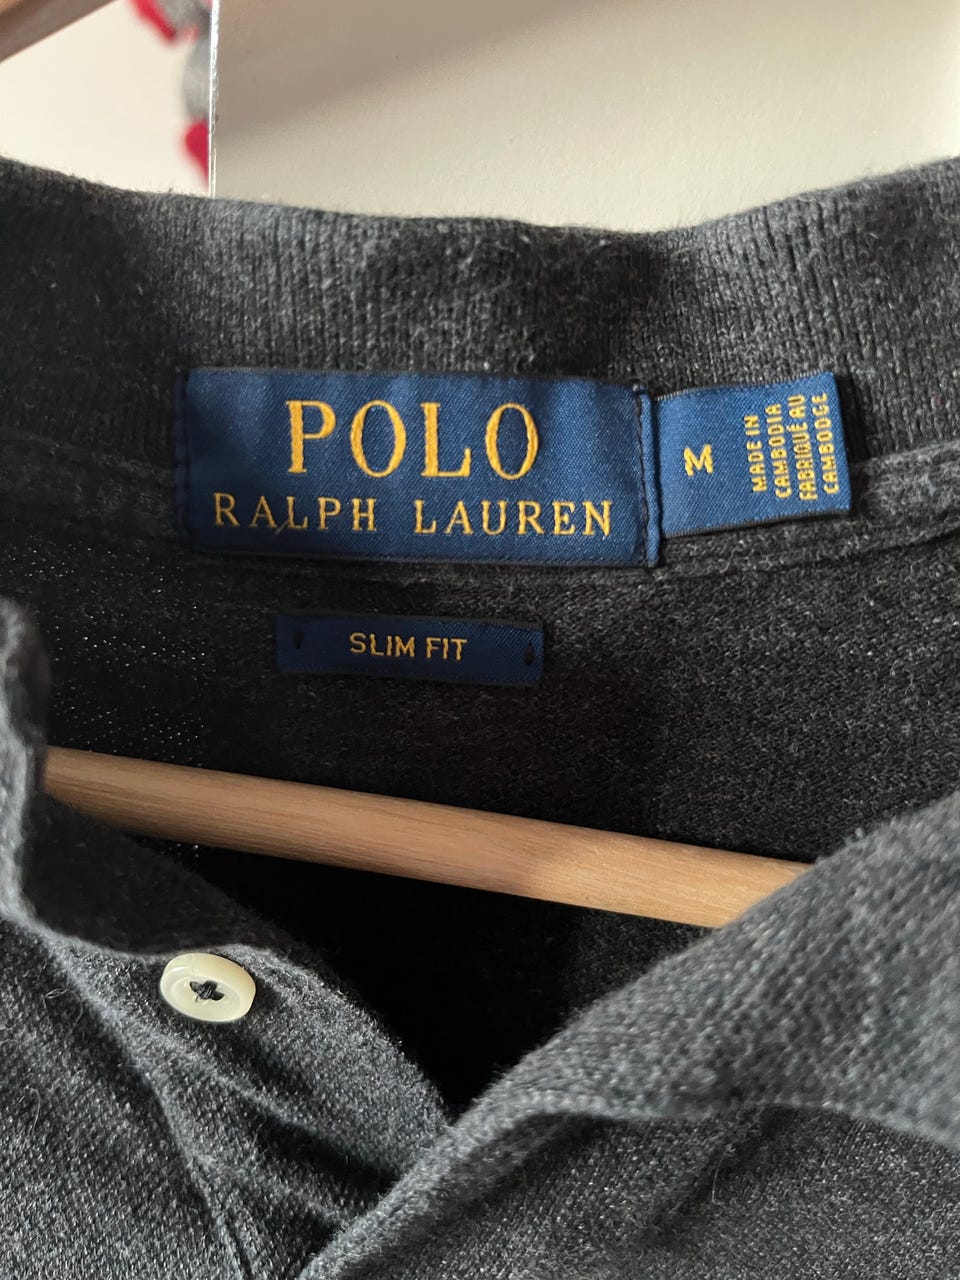 POLO
RALPH LAUREN
M
MADE IN
CAMBODIA
FABRIQUÉ AU
CAMBODGE
SLIM FIT